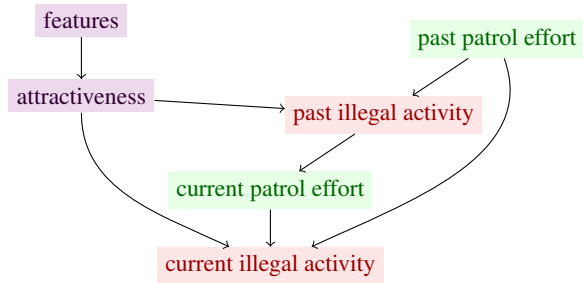 features
past patrol effort
attractiveness
past illegal activity
current patrol effort
current illegal activity